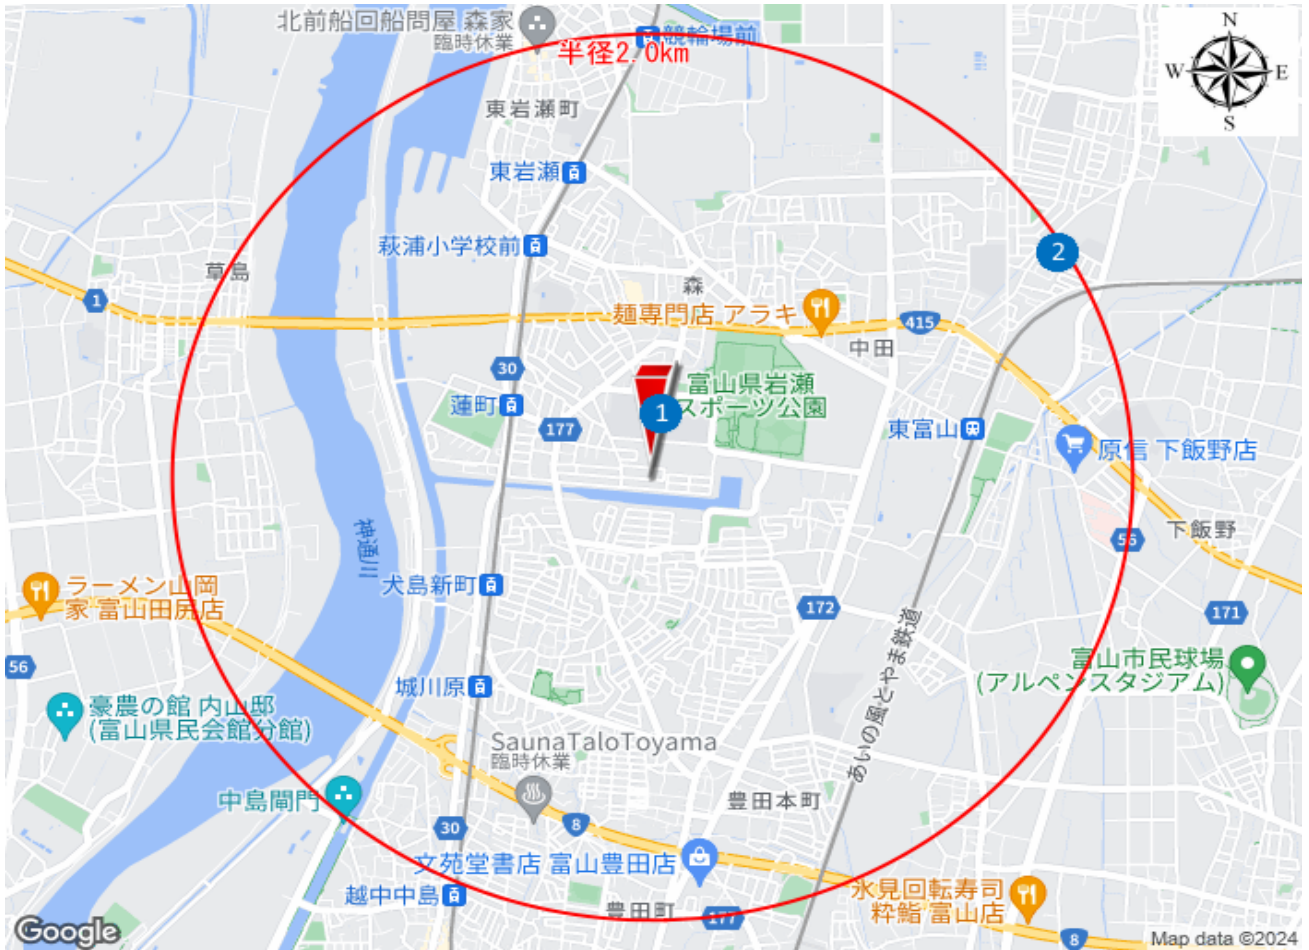 北前船回船問屋 森家
臨時休業
競輪場前
半径2.0km
N
W
E
S
東岩瀬町
東岩瀬
萩浦小学校前
草島
1
2
森
麺専門店 アラキ
415
中田
30
富山県岩瀬
スポーツ公園
蓮町
1
177
東富山
原信 下飯野店
神通川
56
下飯野
ラーメン山岡
家 富山田尻店
犬島新町
172
171
56
城川原
あいの風とやま鉄道
富山市民球場
(アルペンスタジアム)
豪農の館 内山邸
(富山県民会館分館)
SaunaTaloToyama
臨時休業
中島閘門
豊田本町
30
8
文苑堂書店 富山豊田店
越中中島
氷見回転寿司
粋鮨 富山店
豊田町
177
8
Google
Map data ©2024